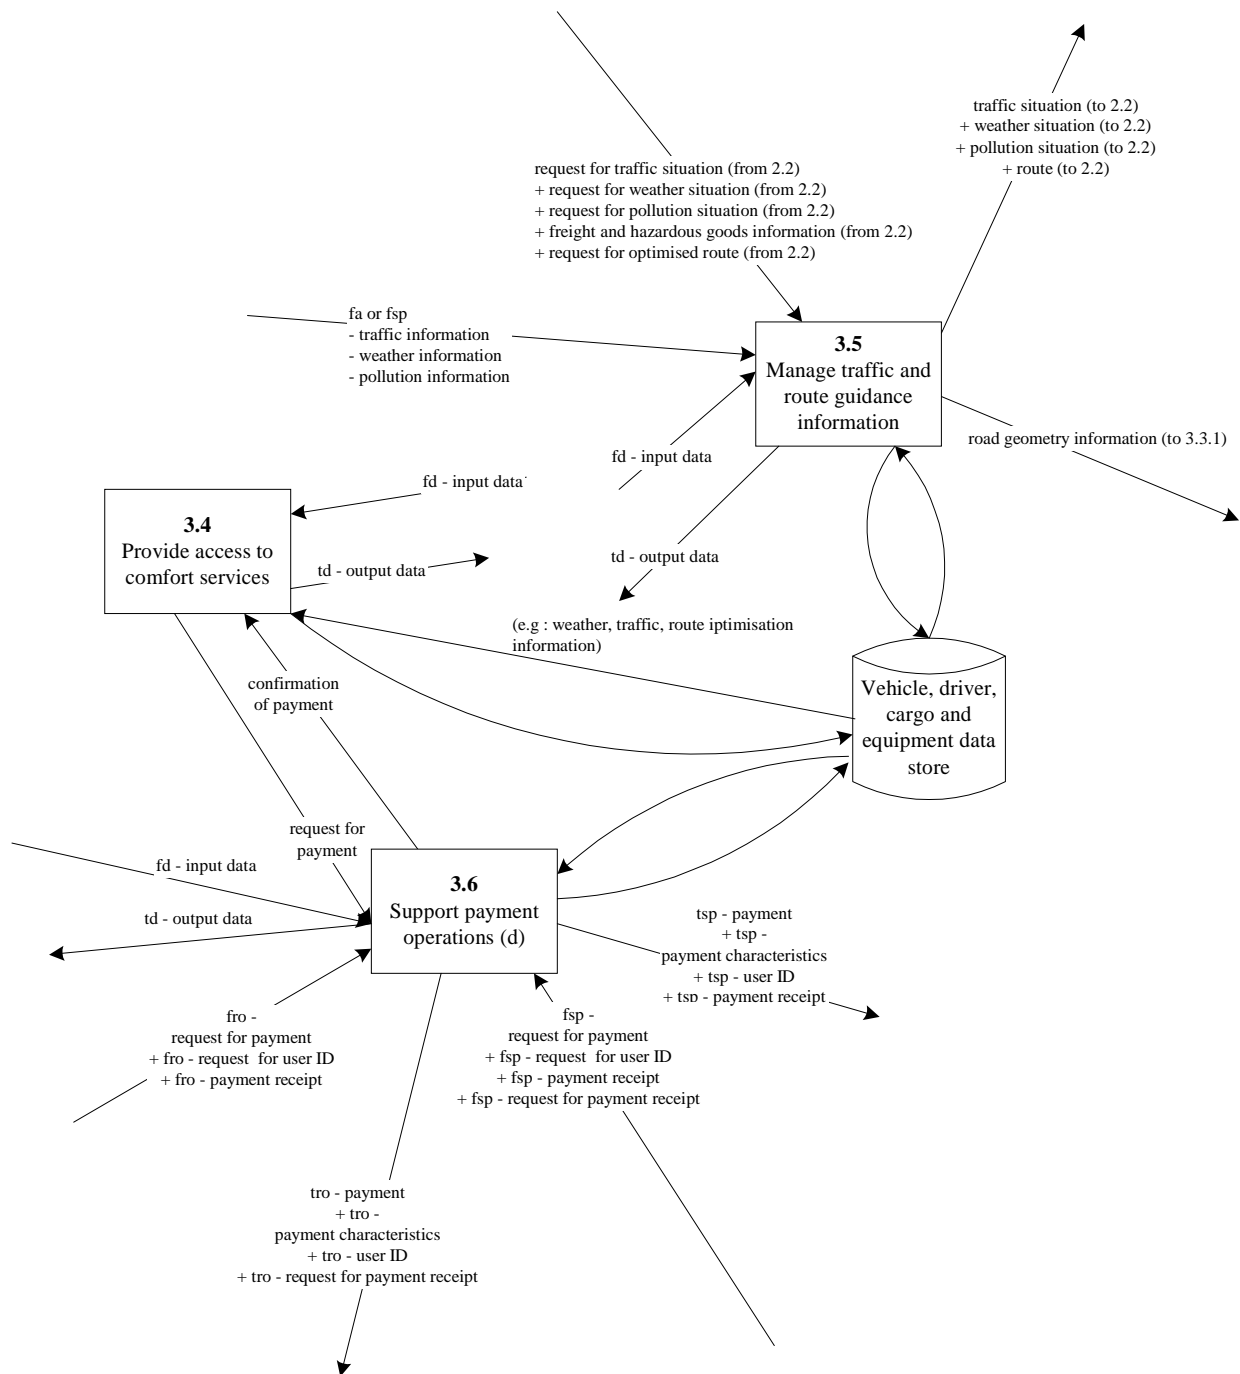 traffic situation (to 2.2)
+ weather situation (to 2.2)
+ pollution situation (to 2.2)
+ route (to 2.2)
request for traffic situation (from 2.2)
+ request for weather situation (from 2.2)
+ request for pollution situation (from 2.2)
+ freight and hazardous goods information (from 2.2)
+ request for optimised route (from 2.2)
fa or fsp
- traffic information
- weather information
- pollution information
3.5
Manage traffic and
route guidance
information
road geometry information (to 3.3.1)
fd - input data
fd - input data
3.4
Provide access to
comfort services
td - output data
td - output data
(e.g : weather, traffic, route iptimisation
information)
confirmation
of payment
Vehicle, driver,
cargo and
equipment data
store
request for
payment
fd - input data
td - output data
3.6
Support payment
operations (d)
tsp - payment
+ tsp -
payment characteristics
+ tsp - user ID
+ tsp - payment receipt
fro -
request for payment
+ fro - request for user ID
+ fro - payment receipt
fsp -
request for payment
+ fsp - request for user ID
+ fsp - payment receipt
+ fsp - request for payment receipt
tro - payment
+ tro -
payment characteristics
+ tro - user ID
+ tro - request for payment receipt